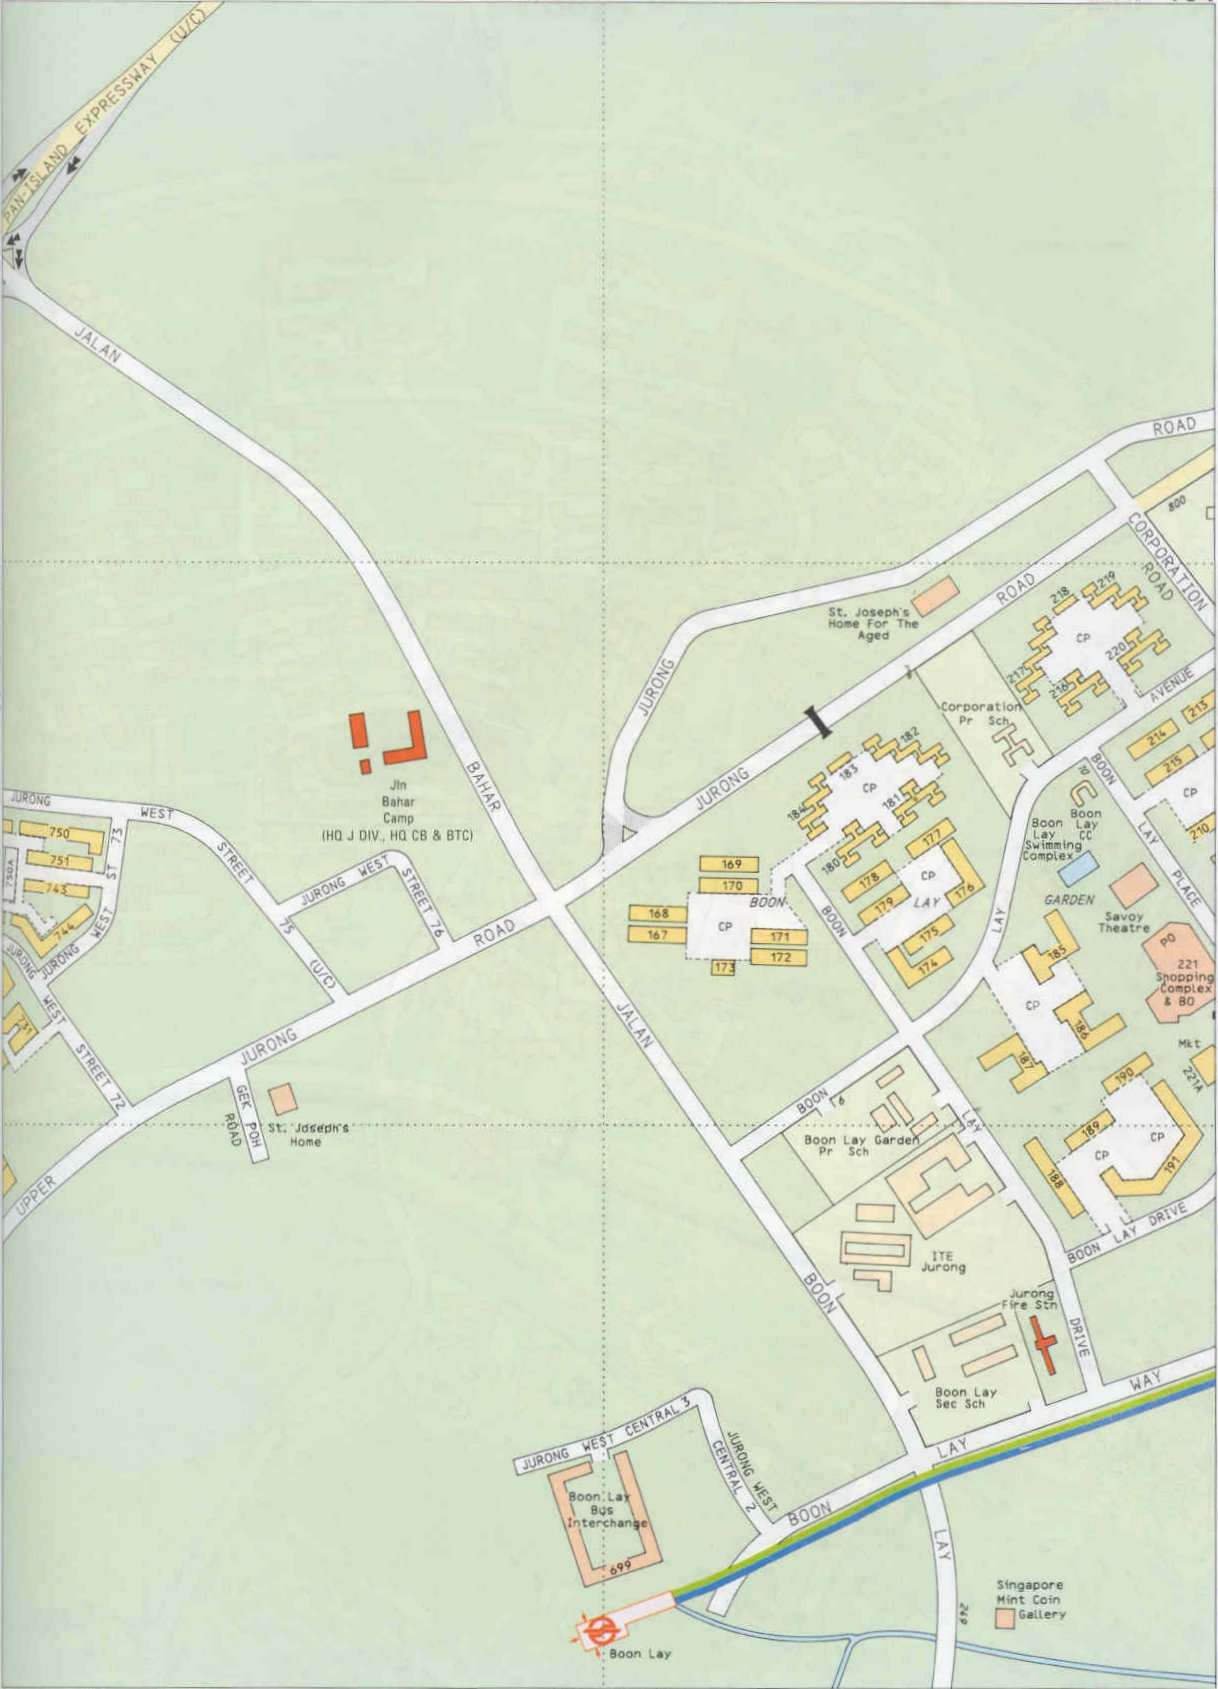 PAN-ISLAND EXPRESSWAY (U/C)
JALAN
ROAD
800
CORPORATION
ROAD
ROAD
St. Joseph's
Home For The
Aged
218
219
CP
217
220
216
AVENUE
JURONG
Corporation
Pr Sch
213
214
215
CP
210
BOON
LAY
PLACE
BAHAR
Jln
Bahar
Camp
(HQ J DIV., HQ CB & BTC)
JURONG
182
183
CP
184
181
180
10
Boon
Lay
CC
Boon
Lay
Swimming
Complex
GARDEN
Savoy
Theatre
JURONG
WEST
STREET
75
(U/C)
750
751
750A
743
744
ST 73
WEST
JURONG
JURONG WEST
STREET 76
JURONG
WEST
STREET 72
731
169
170
BOON
168
167
CP
171
172
173
177
178
CP
176
179
LAY
175
174
BOON
LAY
185
CP
186
187
PO
221
Shopping
Complex
& BO
Mkt
221A
ROAD
JURONG
UPPER
GEK POH
ROAD
St. Joseph's
Home
JALAN
BOON
6
Boon Lay Garden
Pr Sch
LAY
190
189
CP
CP
191
188
BOON LAY DRIVE
ITE
Jurong
BOON
Jurong
Fire Stn
DRIVE
Boon Lay
Sec Sch
WAY
LAY
BOON
JURONG WEST CENTRAL 3
JURONG WEST
CENTRAL 2
Boon Lay
Bus
Interchange
699
LAY
249
Singapore
Mint Coin
Gallery
Boon Lay